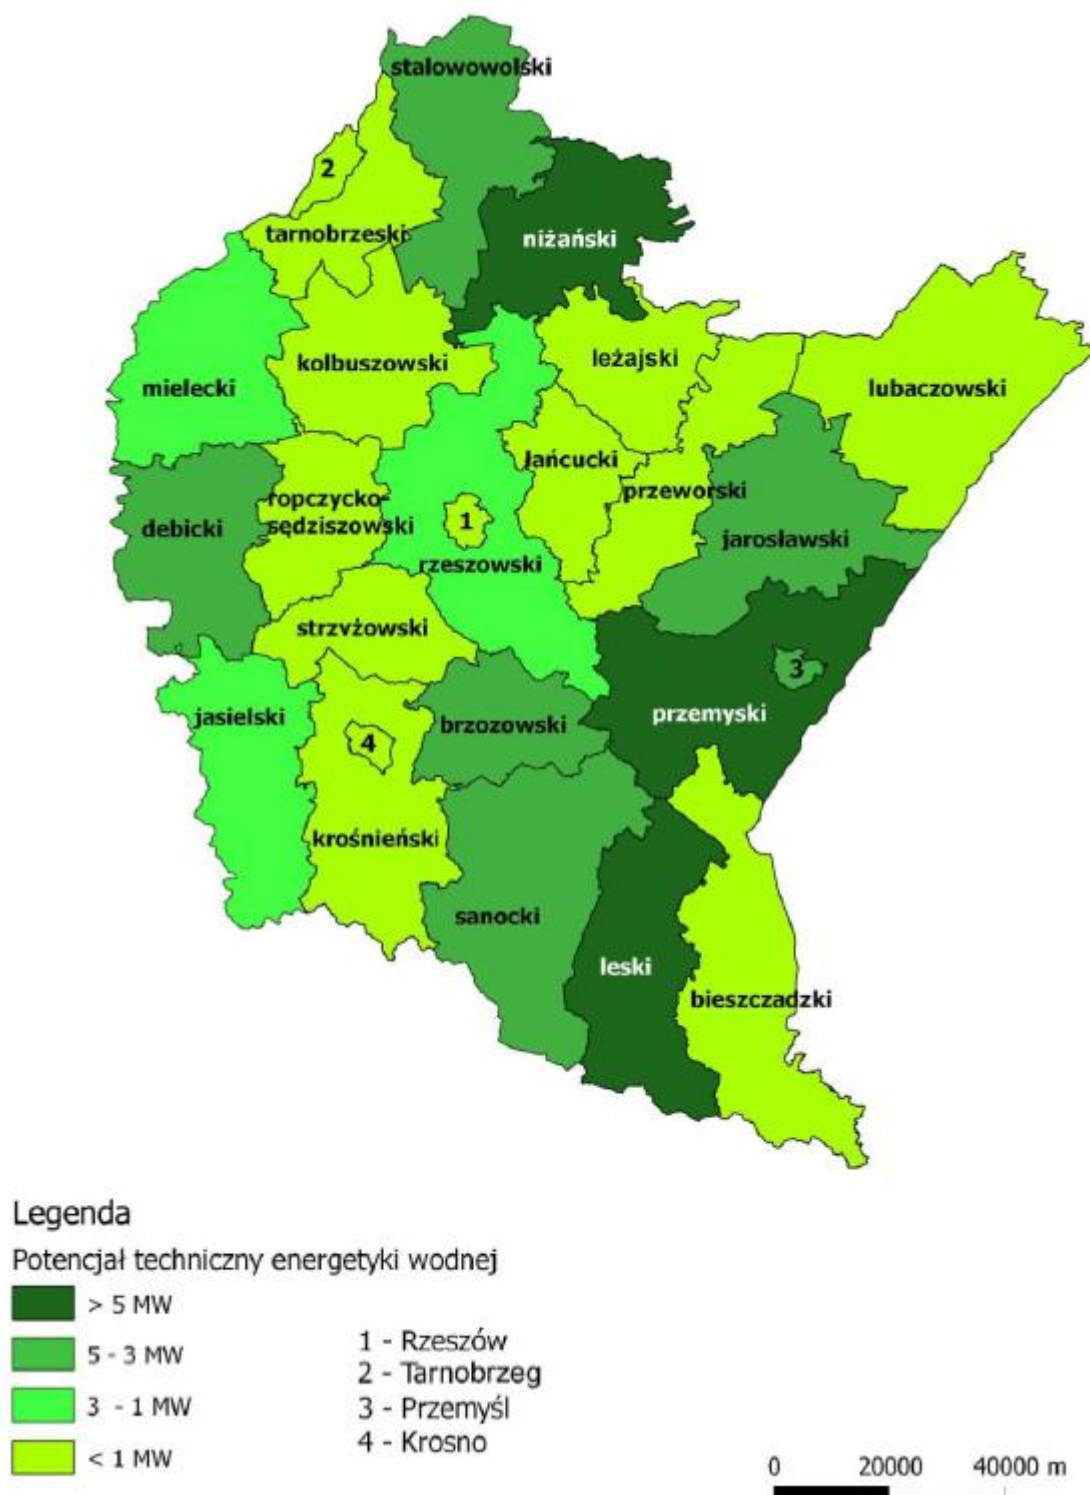 stalowowolski
2
tarnobrzeski
niżański
kolbuszowski
leżajski
mielecki
lubaczowski
łańcucki
ropczycko-
sędziszowski
1
przeworski
debicki
jarosławski
rzeszowski
strzyżowski
3
jasielski
przemyski
brzozowski
4
krośnieński
sanocki
leski
bieszczadzki
Legenda
Potencjał techniczny energetyki wodnej
> 5 MW
5 - 3 MW
3 - 1 MW
< 1 MW
1 - Rzeszów
2 - Tarnobrzeg
3 - Przemyśl
4 - Krosno
0 20000 40000 m